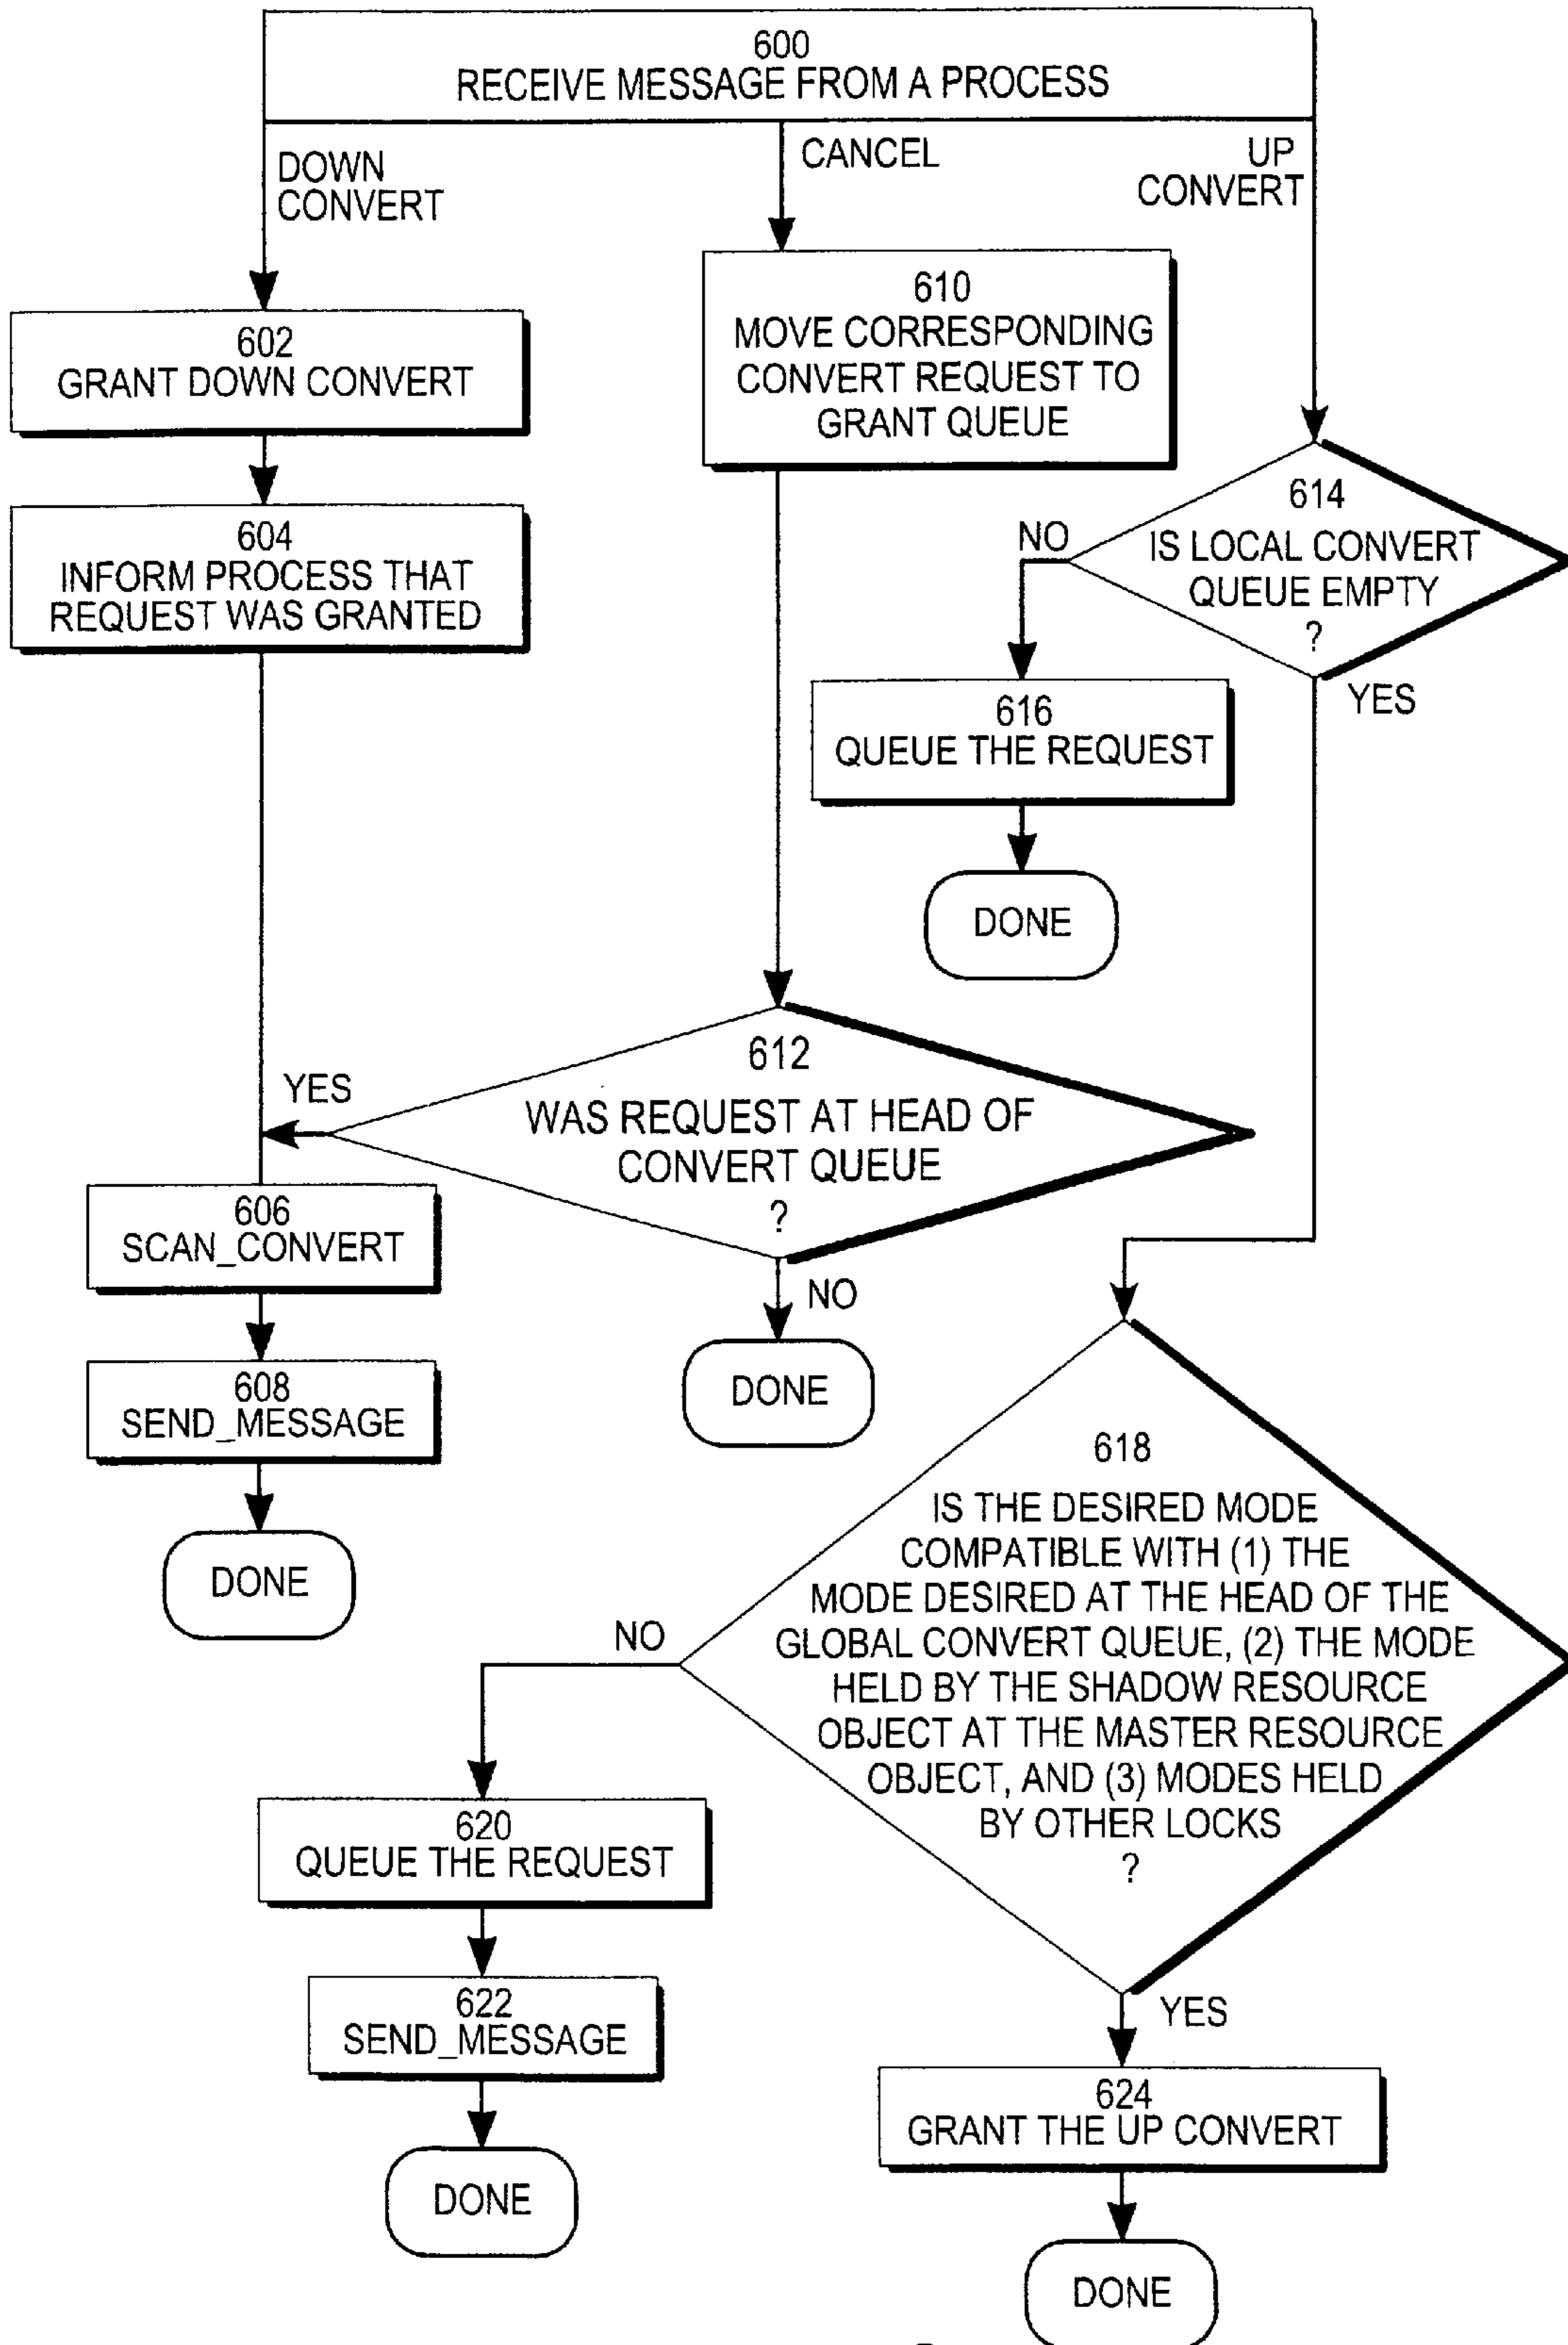 600
RECEIVE MESSAGE FROM A PROCESS
DOWN
CONVERT
CANCEL
UP
CONVERT
602
GRANT DOWN CONVERT
604
INFORM PROCESS THAT
REQUEST WAS GRANTED
610
MOVE CORRESPONDING
CONVERT REQUEST TO
GRANT QUEUE
614
IS LOCAL CONVERT
QUEUE EMPTY
?
NO
YES
616
QUEUE THE REQUEST
DONE
612
WAS REQUEST AT HEAD OF
CONVERT QUEUE
?
YES
NO
DONE
606
SCAN_CONVERT
608
SEND_MESSAGE
DONE
618
IS THE DESIRED MODE
COMPATIBLE WITH (1) THE
MODE DESIRED AT THE HEAD OF THE
GLOBAL CONVERT QUEUE, (2) THE MODE
HELD BY THE SHADOW RESOURCE
OBJECT AT THE MASTER RESOURCE
OBJECT, AND (3) MODES HELD
BY OTHER LOCKS
?
NO
YES
620
QUEUE THE REQUEST
622
SEND_MESSAGE
DONE
624
GRANT THE UP CONVERT
DONE